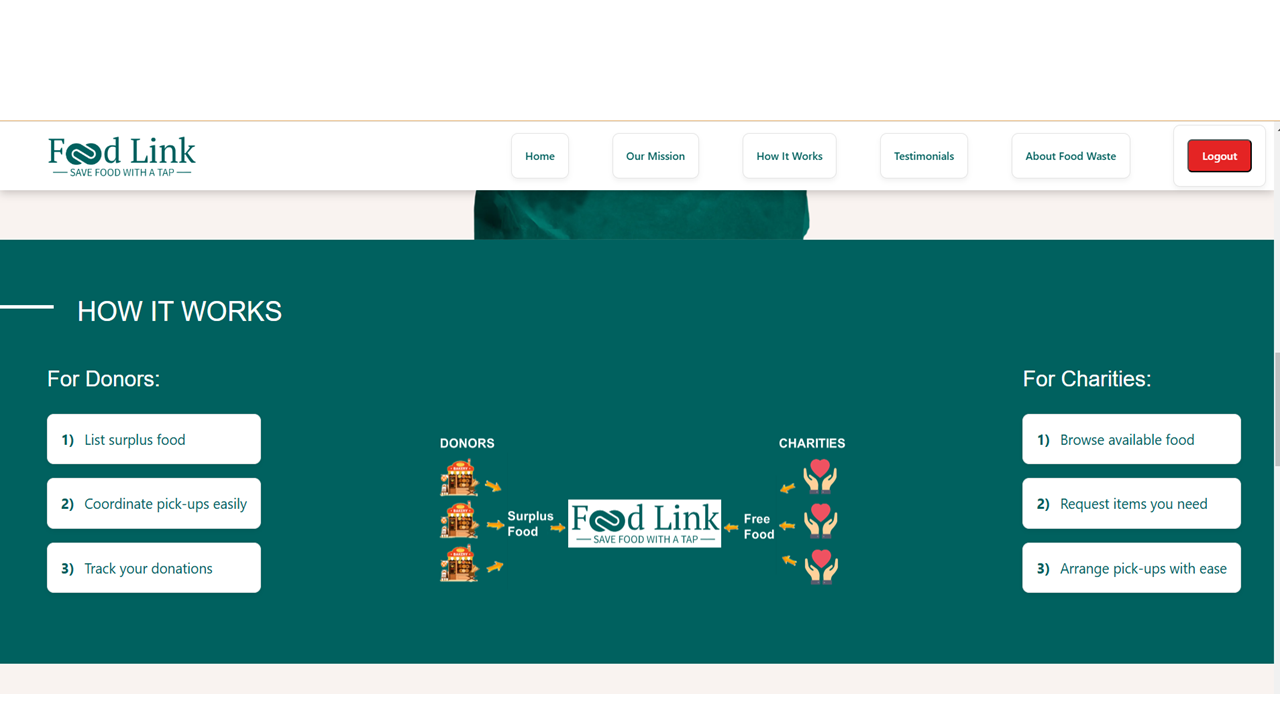 Food Link
SAVE FOOD WITH A TAP
Home
Our Mission
How It Works
Testimonials
About Food Waste
Logout
HOW IT WORKS
For Donors:
1) List surplus food
2) Coordinate pick-ups easily
3) Track your donations
DONORS
BAKERY
BAKERY
BAKERY
Surplus
Food
Food Link
SAVE FOOD WITH A TAP
CHARITIES
Free
Food
For Charities:
1) Browse available food
2) Request items you need
3) Arrange pick-ups with ease